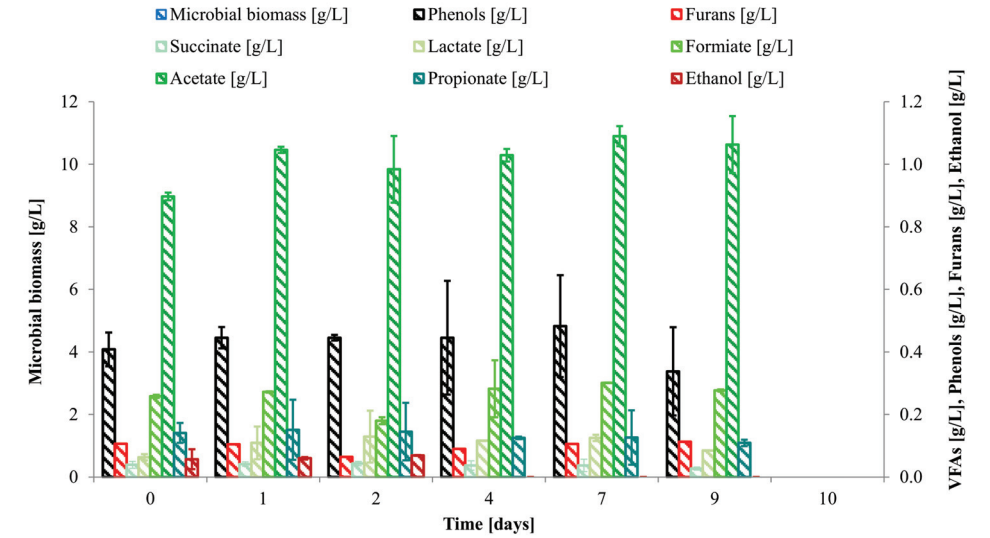 Microbial biomass [g/L] Phenols [g/L] Furans [g/L]
Succinate [g/L] Lactate [g/L] Formiate [g/L]
Acetate [g/L] Propionate [g/L] Ethanol [g/L]
12 1.2
10 1.0
8 0.8
6 0.6
4 0.4
2 0.2
0 0.0
Microbial biomass [g/L]
VFAs [g/L], Phenols [g/L], Furans [g/L], Ethanol [g/L]
0 1 2 4 7 9 10
Time [days]